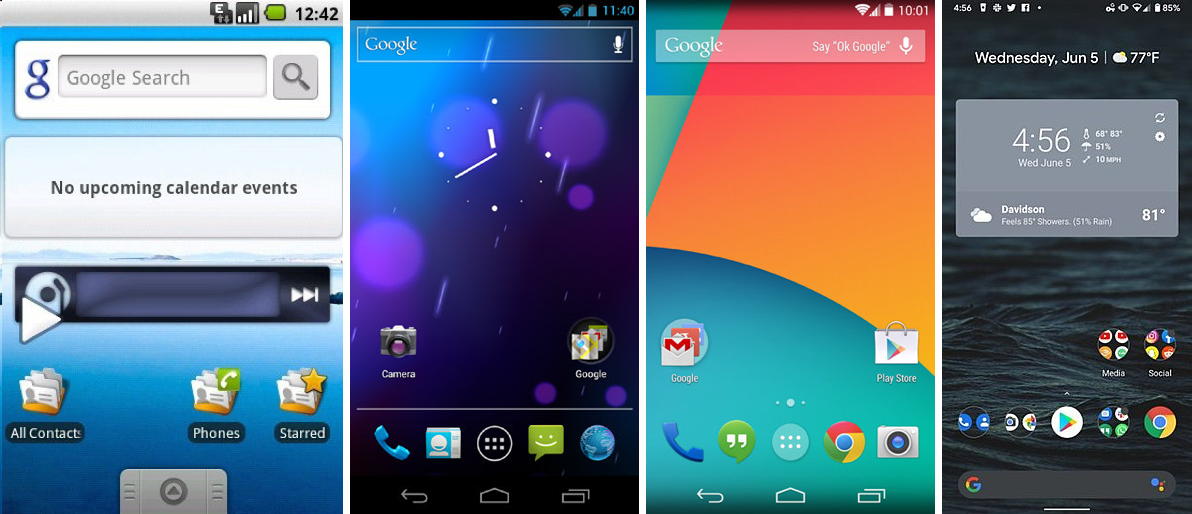 E
12:42
g
Google Search
No upcoming calendar events
All Contacts
Phones
Starred
11:40
Google
Camera
Google
10:01
Google
Say "Ok Google"
Google
Play Store
4:56
85%
Wednesday, Jun 5 | 77°F
4:56
Wed June 5
68° 83°
51%
10 MPH
Davidson
Feels 85° Showers. (51% Rain)
81°
Media
Social
G